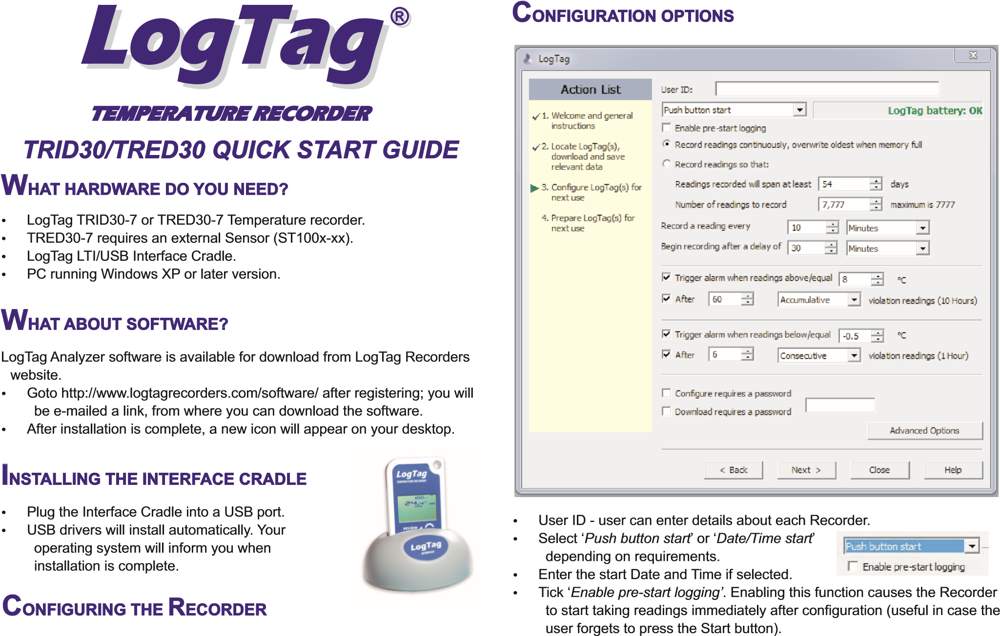 LogTag®
TEMPERATURE RECORDER
TRID30/TRED30 QUICK START GUIDE
WHAT HARDWARE DO YOU NEED?
• LogTag TRID30-7 or TRED30-7 Temperature recorder.
• TRED30-7 requires an external Sensor (ST100x-xx).
• LogTag LTI/USB Interface Cradle.
• PC running Windows XP or later version.
WHAT ABOUT SOFTWARE?
LogTag Analyzer software is available for download from LogTag Recorders
website.
• Goto http://www.logtagrecorders.com/software/ after registering; you will
be e-mailed a link, from where you can download the software.
• After installation is complete, a new icon will appear on your desktop.
INSTALLING THE INTERFACE CRADLE
• Plug the Interface Cradle into a USB port.
• USB drivers will install automatically. Your
operating system will inform you when
installation is complete.
LogTag
TEMPERATURE RECORDER
24.4
REVIEW
LogTag
INTERFACE
CONFIGURING THE RECORDER
CONFIGURATION OPTIONS
LogTag
Action List
1. Welcome and general
instructions
2. Locate LogTag(s),
download and save
relevant data
3. Configure LogTag(s) for
next use
4. Prepare LogTag(s) for
next use
User ID:
Push button start
LogTag battery: OK
Enable pre-start logging
Record readings continuously, overwrite oldest when memory full
Record readings so that:
Readings recorded will span at least 54 days
Number of readings to record 7,777 maximum is 7777
Record a reading every 10 Minutes
Begin recording after a delay of 30 Minutes
Trigger alarm when readings above/equal 8 °C
After 60 Accumulative violation readings (10 Hours)
Trigger alarm when readings below/equal -0.5 °C
After 6 Consecutive violation readings (1 Hour)
Configure requires a password
Download requires a password
Advanced Options
< Back Next > Close Help
• User ID - user can enter details about each Recorder.
• Select ‘Push button start’ or ‘Date/Time start’
depending on requirements.
• Enter the start Date and Time if selected.
Push button start
Enable pre-start logging
• Tick ‘Enable pre-start logging’. Enabling this function causes the Recorder
to start taking readings immediately after configuration (useful in case the
user forgets to press the Start button).